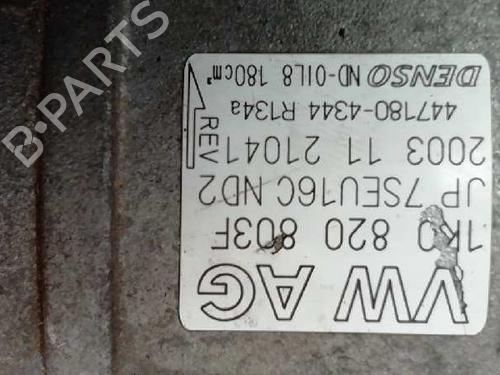 VW AG
1K0 820 803F
JP 7SEU16C ND2
2003 11 21041
REV
447180-4344 R134a
DENSO ND-OIL8 180cm³
B-PARTS